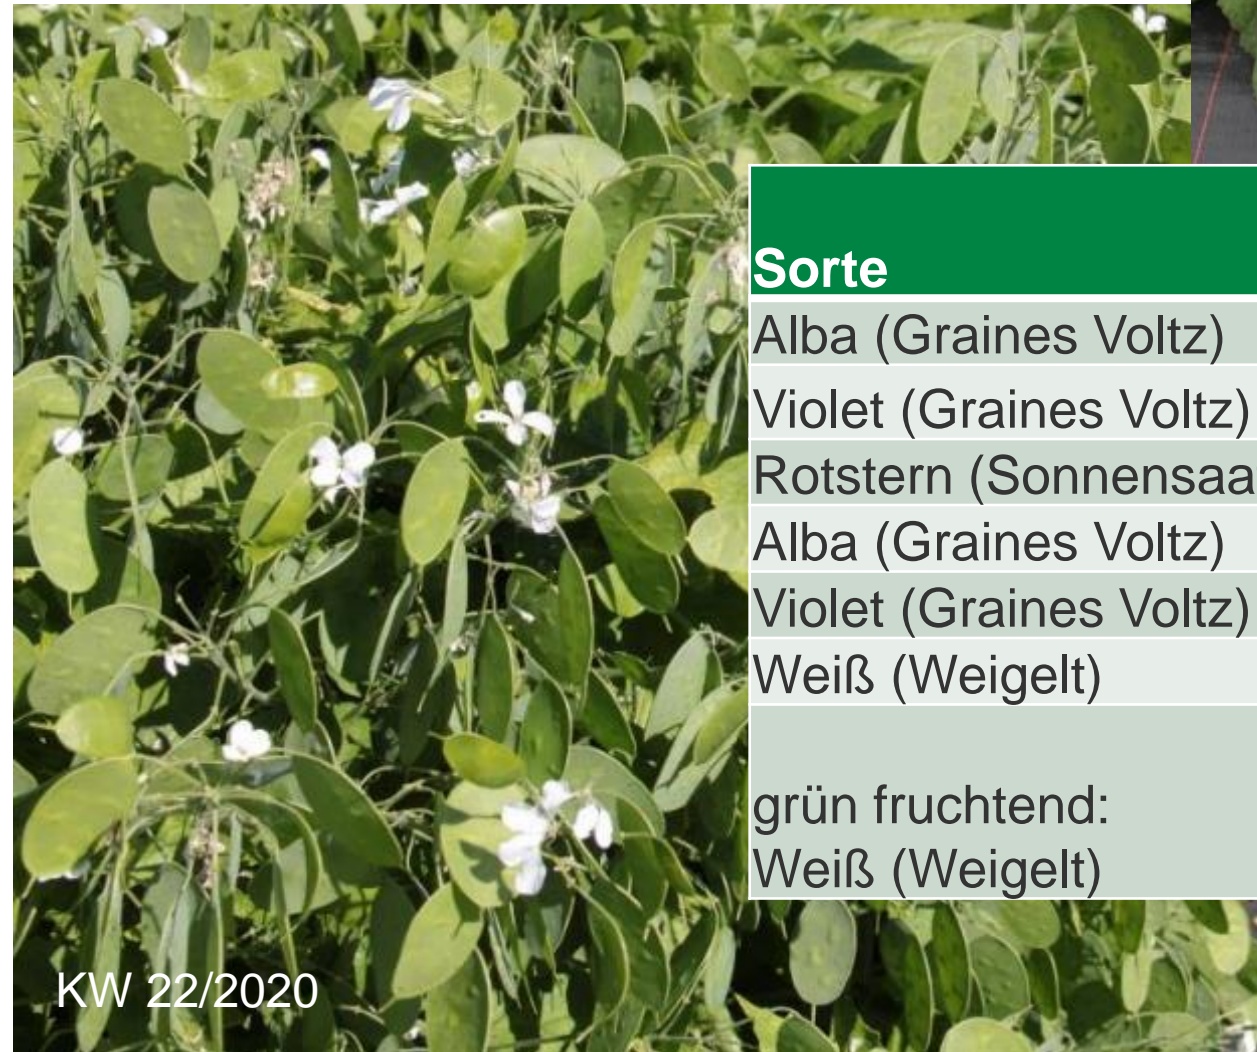 Sorte
Alba (Graines Voltz)
Violet (Graines Voltz)
Rotstern (Sonnensaa
Alba (Graines Voltz)
Violet (Graines Voltz)
Weiß (Weigelt)
grün fruchtend:
Weiß (Weigelt)
KW 22/2020